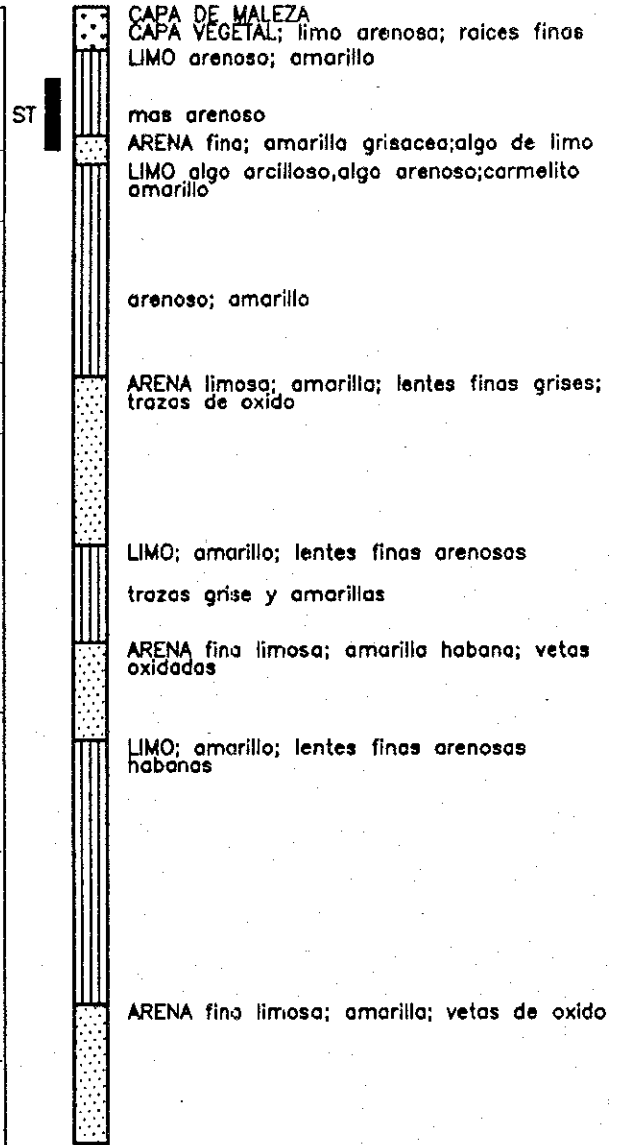 CAPA DE MALEZA
CAPA VEGETAL; limo arenosa; raices finas
LIMO arenoso; amarillo
ST
mas arenoso
ARENA fina; amarilla grisacea;algo de limo
LIMO algo arcilloso,algo arenoso;carmelito
amarillo
arenoso; amarillo
ARENA limosa; amarilla; lentes finas grises;
trazas de oxido
LIMO; amarillo; lentes finas arenosas
trazas grise y amarillas
ARENA fina limosa; amarilla habana; vetas
oxidadas
LIMO; amarillo; lentes finas arenosas
habanas
ARENA fina limosa; amarilla; vetas de oxido